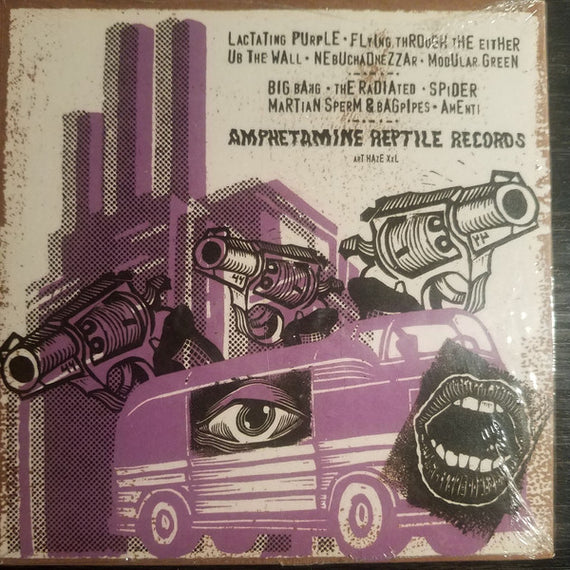 LACTATING PURPLE • FLYING THROUGH THE EITHER
UB THE WALL • NEBUCHADNEZZAR • MODULAR GREEN
BIG BANG • THE RADIATED • SPIDER
MARTIAN SPERM & BAGPIPES • AMENTI
AMPHETAMINE REPTILE RECORDS
ART HAZE XXL